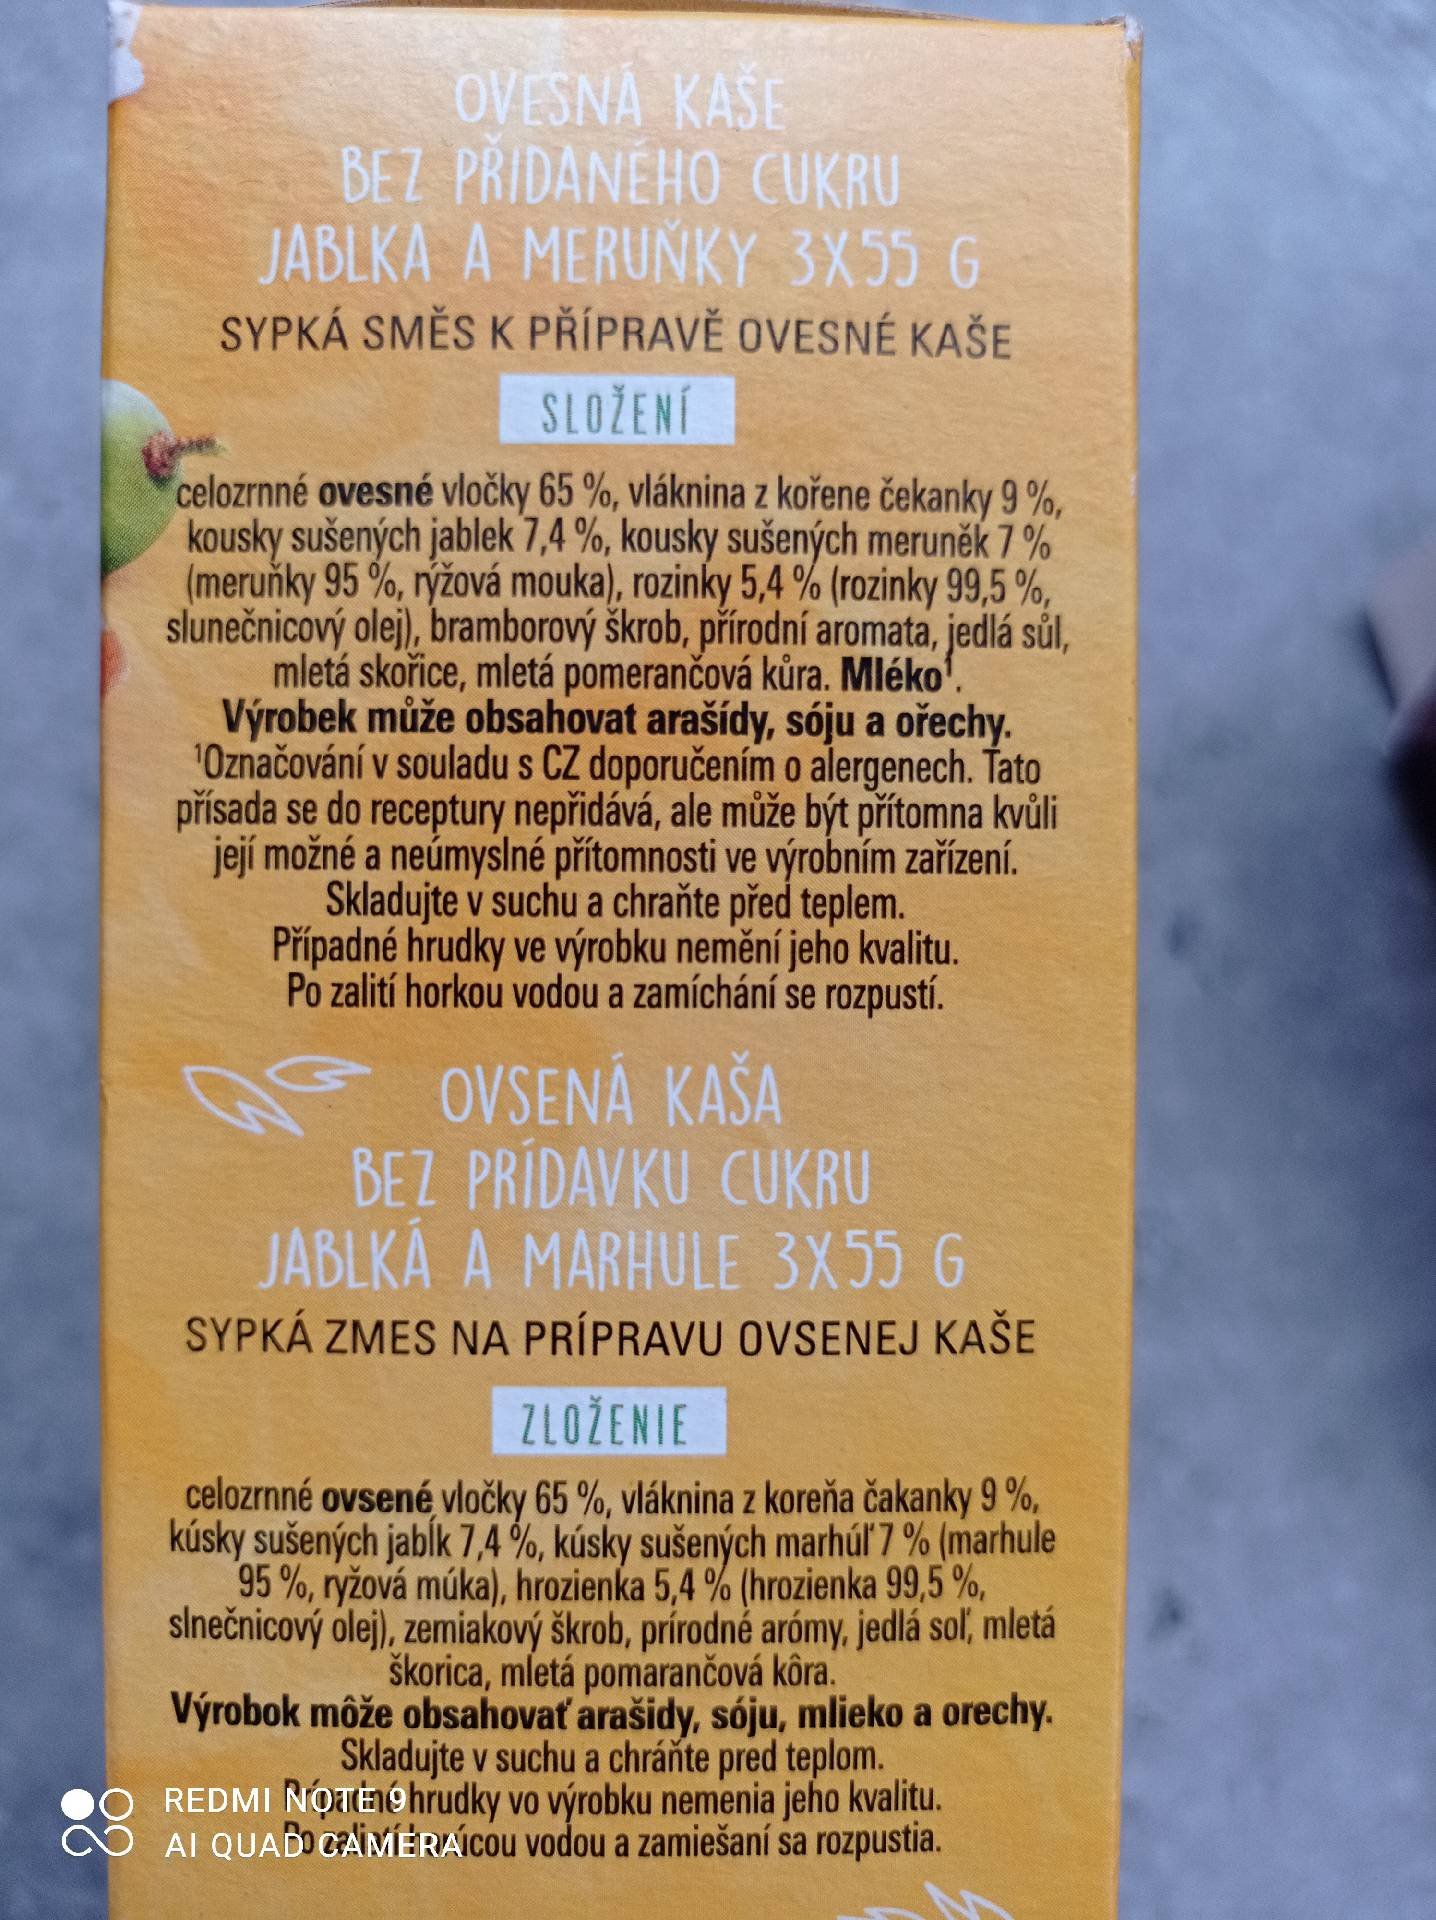 OVESNÁ KAŠE
BEZ PŘIDANÉHO CUKRU
JABLKA A MERUŇKY 3X55 G
SYPKÁ SMĚS K PŘÍPRAVĚ OVESNÉ KAŠE
SLOŽENÍ
celozrnné ovesné vločky 65 %, vláknina z kořene čekanky 9 %,
kousky sušených jablek 7,4 %, kousky sušených meruněk 7 %
(meruňky 95 %, rýžová mouka), rozinky 5,4 % (rozinky 99,5 %,
slunečnicový olej), bramborový škrob, přírodní aromata, jedlá sůl,
mletá skořice, mletá pomerančová kůra. Mléko¹.
Výrobek může obsahovat arašídy, sóju a ořechy.
¹Označování v souladu s CZ doporučením o alergenech. Tato
přísada se do receptury nepřidává, ale může být přítomna kvůli
její možné a neúmyslné přítomnosti ve výrobním zařízení.
Skladujte v suchu a chraňte před teplem.
Případné hrudky ve výrobku nemění jeho kvalitu.
Po zalití horkou vodou a zamíchání se rozpustí.
OVSENÁ KAŠA
BEZ PRÍDAVKU CUKRU
JABLKÁ A MARHULE 3X55 G
SYPKÁ ZMES NA PRÍPRAVU OVSENEJ KAŠE
ZLOŽENIE
celozrnné ovsené vločky 65 %, vláknina z koreňa čakanky 9 %,
kúsky sušených jabĺk 7,4 %, kúsky sušených marhúľ 7 % (marhule
95 %, ryžová múka), hrozienka 5,4 % (hrozienka 99,5 %,
slnečnicový olej), zemiakový škrob, prírodné arómy, jedlá soľ, mletá
škorica, mletá pomarančová kôra.
Výrobok môže obsahovať arašidy, sóju, mlieko a orechy.
Skladujte v suchu a chráňte pred teplom.
Prípadné hrudky vo výrobku nemenia jeho kvalitu.
Po zaliatí horúcou vodou a zamiešaní sa rozpustia.
REDMI NOTE 9
AI QUAD CAMERA